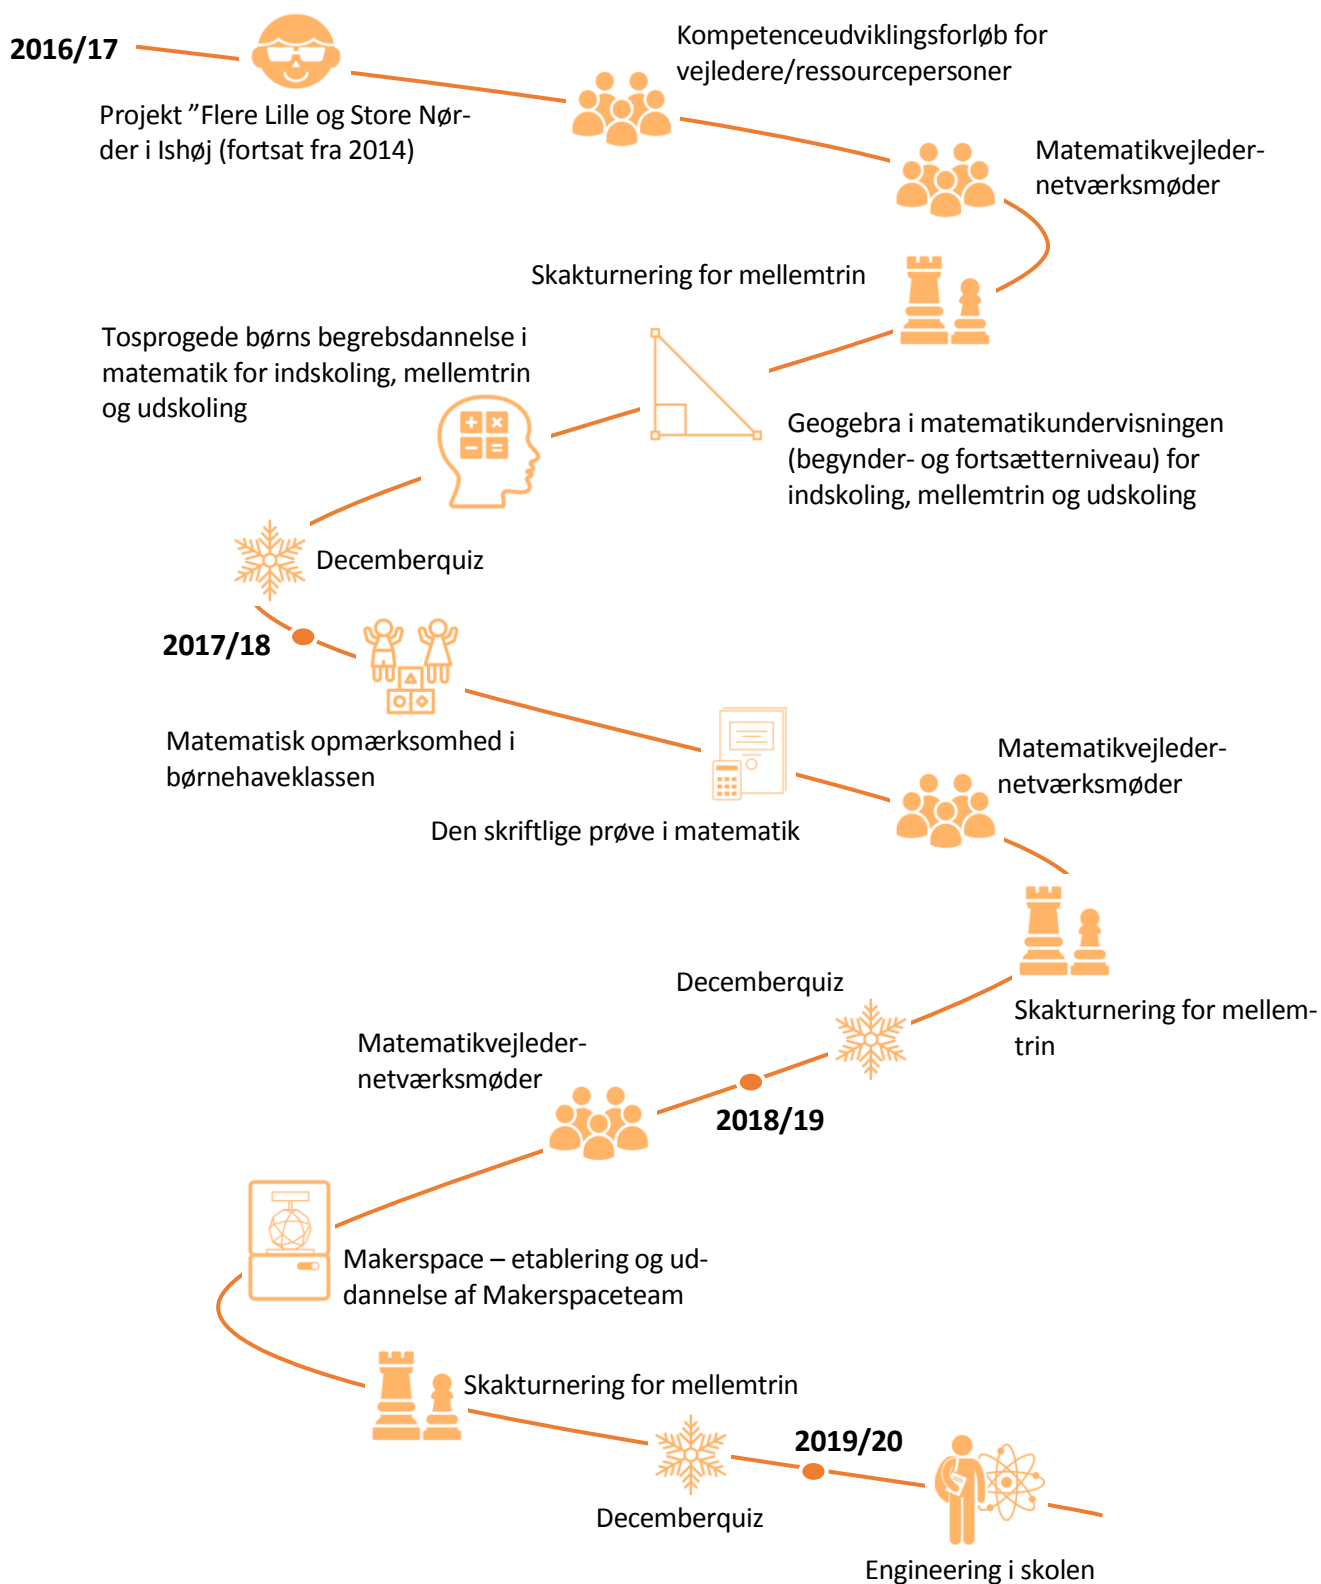 2016/17
Projekt ”Flere Lille og Store Nør-
der i Ishøj (fortsat fra 2014)
Kompetenceudviklingsforløb for
vejledere/ressourcepersoner
Matematikvejleder-
netværksmøder
Skakturnering for mellemtrin
Geogebra i matematikundervisningen
(begynder- og fortsætterniveau) for
indskoling, mellemtrin og udskoling
Tosprogede børns begrebsdannelse i
matematik for indskoling, mellemtrin
og udskoling
Decemberquiz
2017/18
Matematisk opmærksomhed i
børnehaveklassen
Den skriftlige prøve i matematik
Matematikvejleder-
netværksmøder
Skakturnering for mellem-
trin
Decemberquiz
2018/19
Matematikvejleder-
netværksmøder
Makerspace – etablering og ud-
dannelse af Makerspaceteam
Skakturnering for mellemtrin
Decemberquiz
2019/20
Engineering i skolen